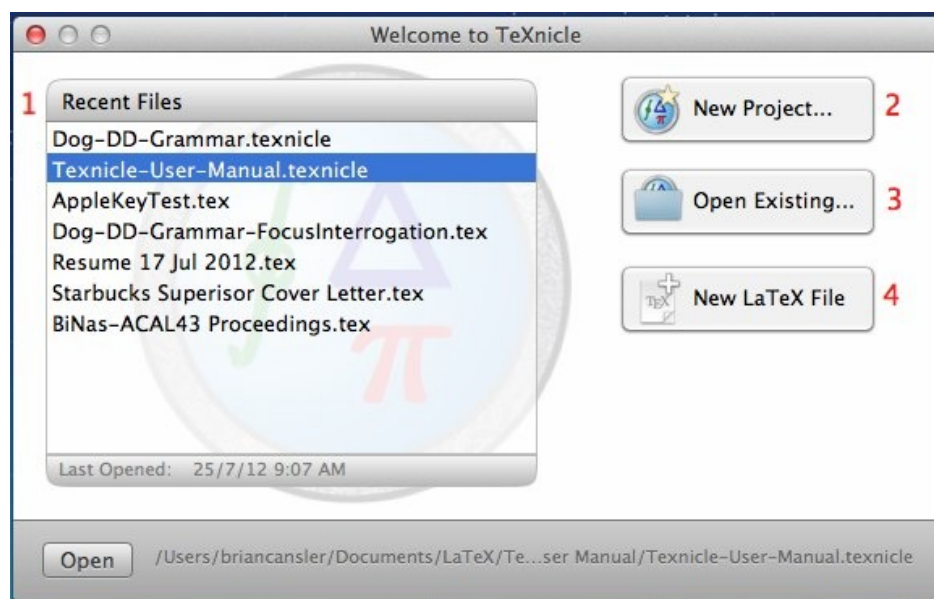 Welcome to TeXnicle
1
Recent Files
Dog-DD-Grammar.texnicle
Texnicle-User-Manual.texnicle
AppleKeyTest.tex
Dog-DD-Grammar-FocusInterrogation.tex
Resume 17 Jul 2012.tex
Starbucks Superisor Cover Letter.tex
BiNas-ACAL43 Proceedings.tex
Last Opened: 25/7/12 9:07 AM
New Project... 2
Open Existing... 3
TEX New LaTeX File 4
Open /Users/briancansler/Documents/LaTeX/Te...ser Manual/Texnicle-User-Manual.texnicle